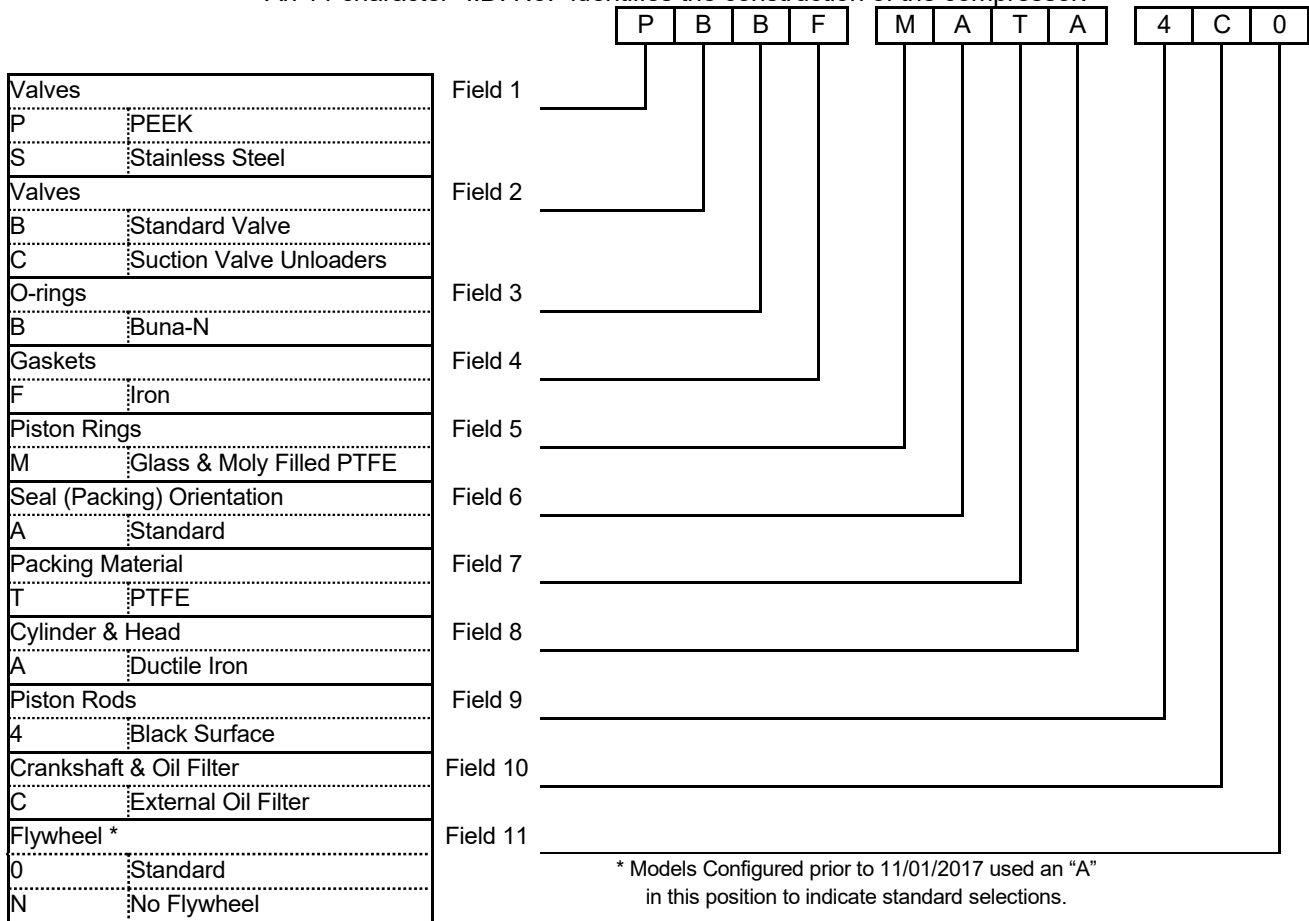 P B B F M A T A 4 C 0
Valves Field 1
P PEEK
S Stainless Steel
Valves Field 2
B Standard Valve
C Suction Valve Unloaders
O-rings Field 3
B Buna-N
Gaskets Field 4
F Iron
Piston Rings Field 5
M Glass & Moly Filled PTFE
Seal (Packing) Orientation Field 6
A Standard
Packing Material Field 7
T PTFE
Cylinder & Head Field 8
A Ductile Iron
Piston Rods Field 9
4 Black Surface
Crankshaft & Oil Filter Field 10
C External Oil Filter
Flywheel * Field 11
0 Standard
* Models Configured prior to 11/01/2017 used an “A”
in this position to indicate standard selections.
N No Flywheel